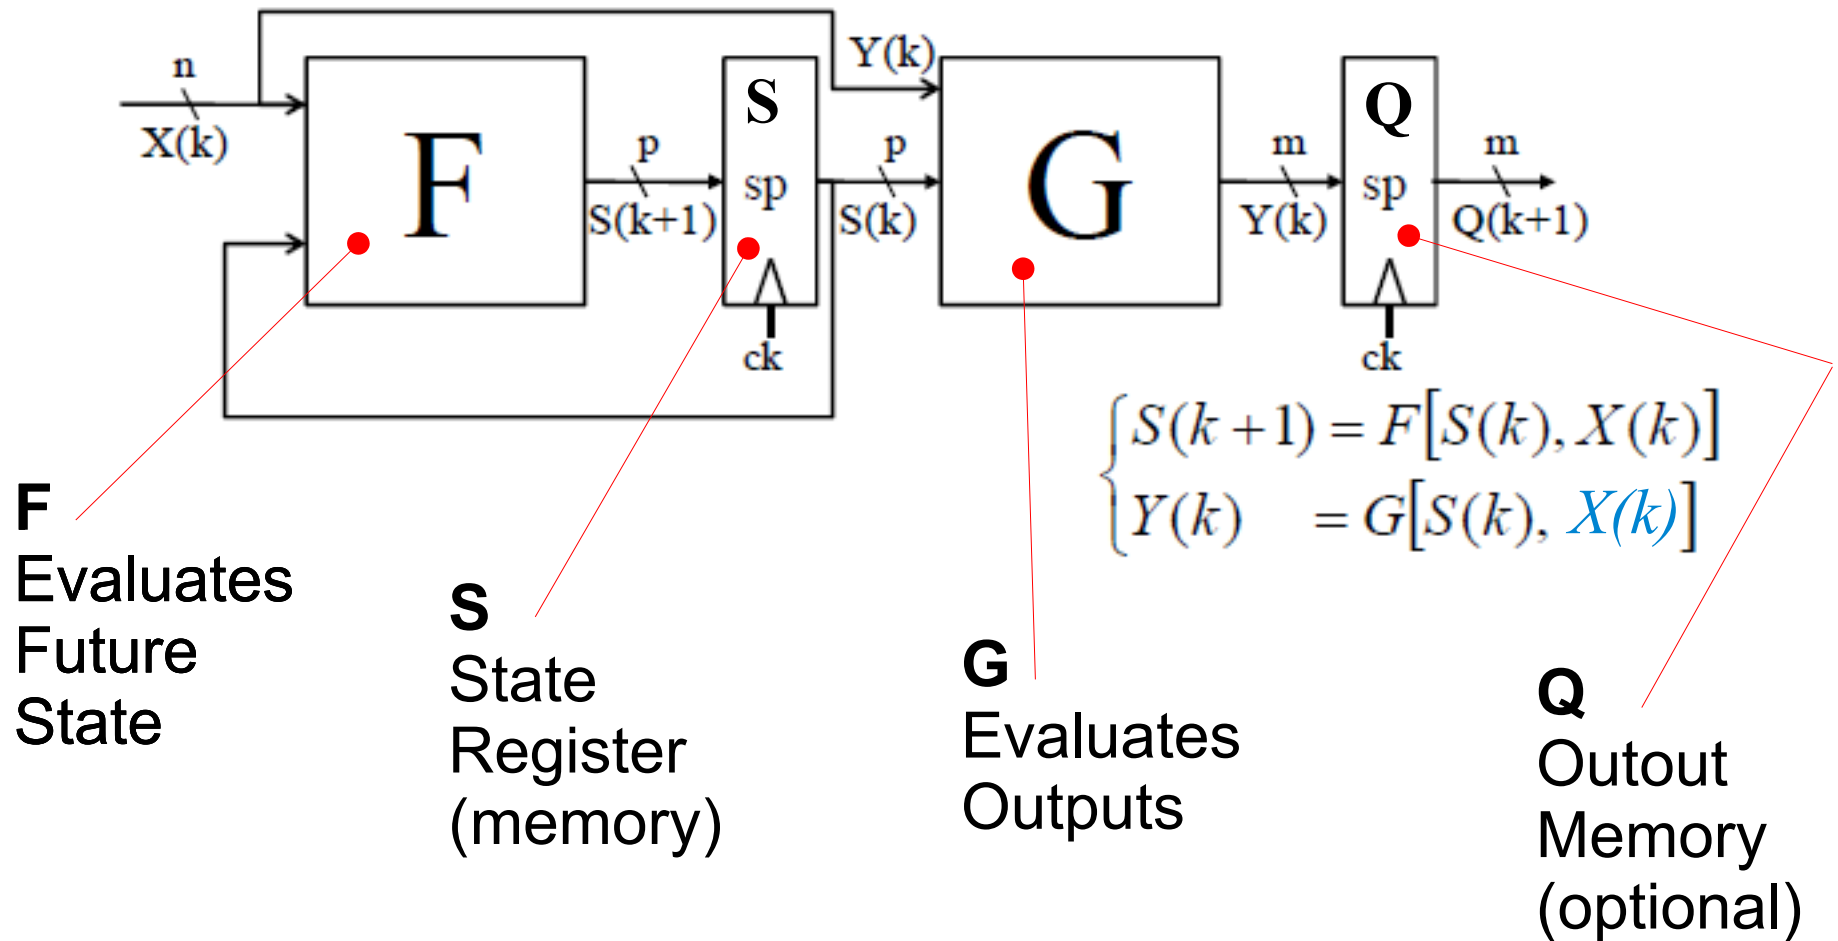 n
X(k)
F
p
S(k+1)
S
sp
ck
Y(k)
p
S(k)
G
m
Y(k)
Q
sp
ck
m
Q(k+1)
S(k+1) = F[S(k), X(k)]
Y(k) = G[S(k), X(k)]
F
Evaluates
Future
State
S
State
Register
(memory)
G
Evaluates
Outputs
Q
Outout
Memory
(optional)